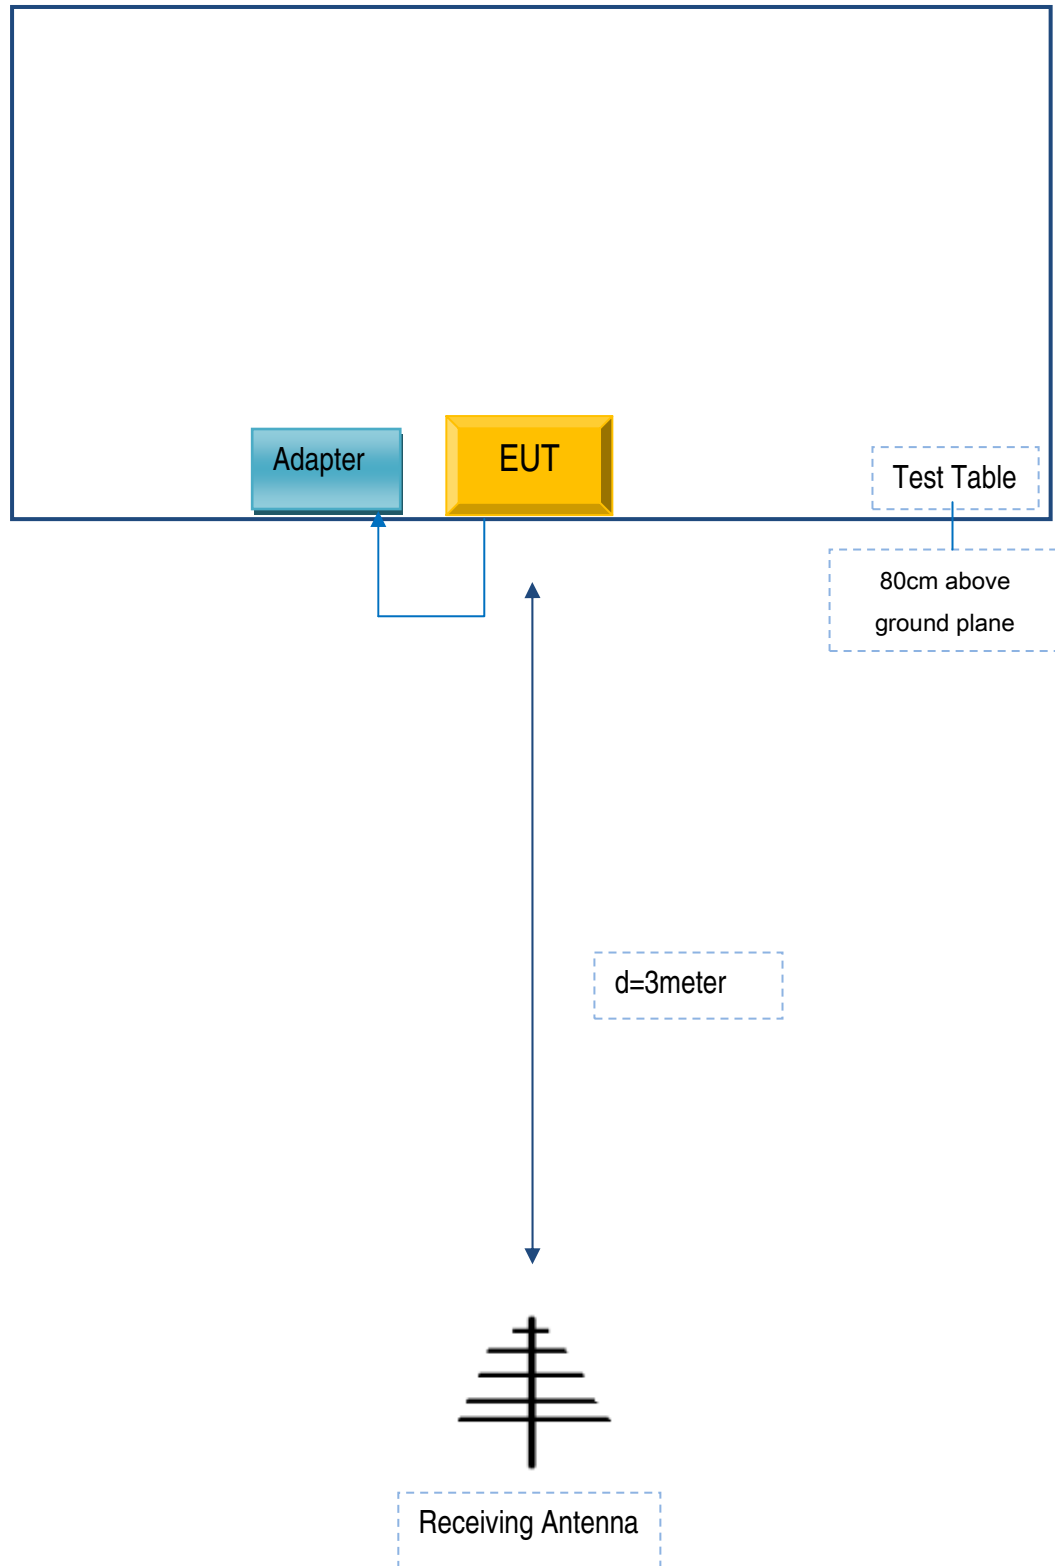 Adapter
EUT
Test Table
80cm above
ground plane
d=3meter
Receiving Antenna